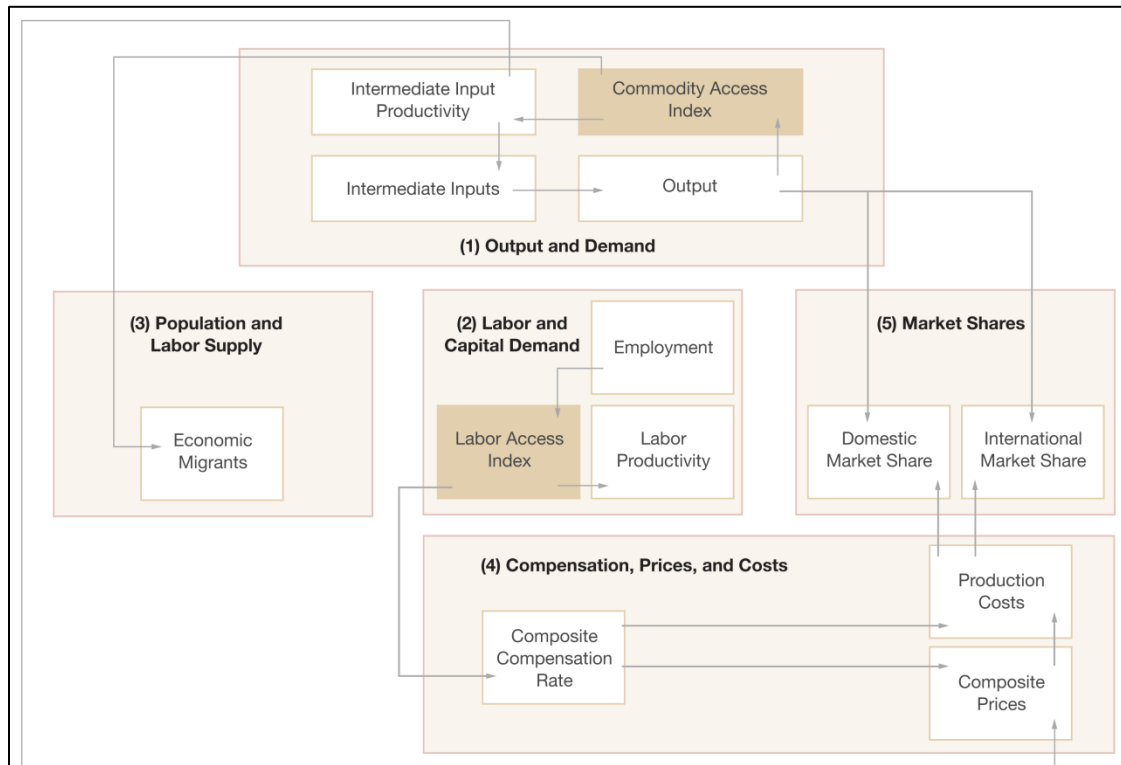 Intermediate Input
Productivity
Commodity Access
Index
Intermediate Inputs
Output
(1) Output and Demand
(3) Population and
Labor Supply
Economic
Migrants
(2) Labor and
Capital Demand
Employment
Labor Access
Index
Labor
Productivity
(5) Market Shares
Domestic
Market Share
International
Market Share
(4) Compensation, Prices, and Costs
Composite
Compensation
Rate
Production
Costs
Composite
Prices